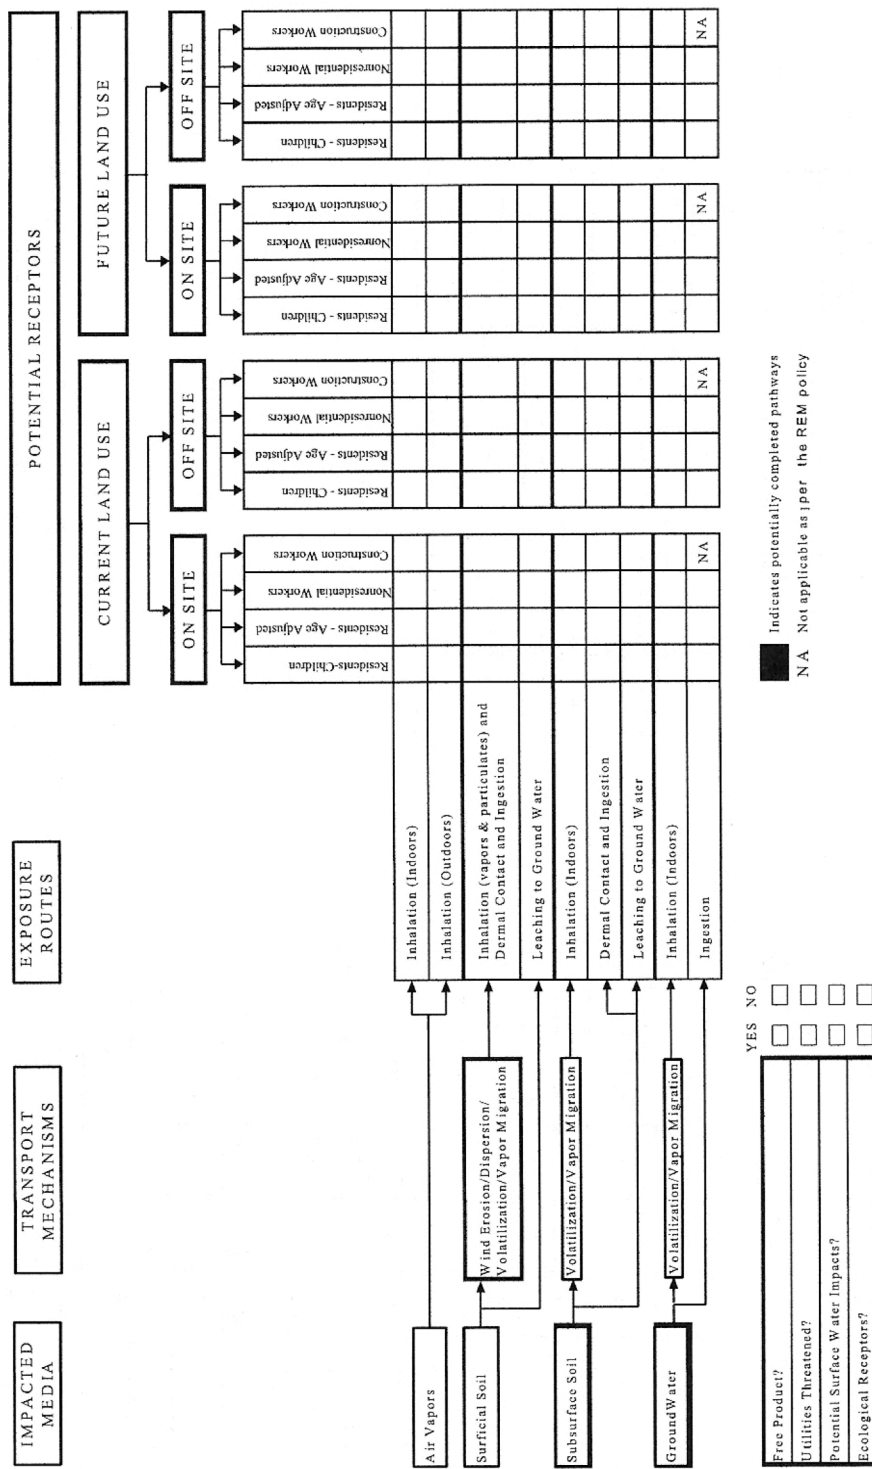 IMPACTED
MEDIA
TRANSPORT
MECHANISMS
EXPOSURE
ROUTES
POTENTIAL RECEPTORS
CURRENT LAND USE
FUTURE LAND USE
ON SITE
OFF SITE
ON SITE
OFF SITE
Residents-Children
Residents - Age Adjusted
Nonresidential Workers
Construction Workers
Residents - Children
Residents - Age Adjusted
Nonresidential Workers
Construction Workers
Residents - Children
Residents - Age Adjusted
Nonresidential Workers
Construction Workers
Residents - Children
Residents - Age Adjusted
Nonresidential Workers
Construction Workers
Air Vapors
Inhalation (Indoors)
Inhalation (Outdoors)
Surficial Soil
Wind Erosion/Dispersion/
Volatilization/Vapor Migration
Inhalation (vapors & particulates) and
Dermal Contact and Ingestion
Leaching to Ground Water
Subsurface Soil
Volatilization/Vapor Migration
Inhalation (Indoors)
Dermal Contact and Ingestion
Leaching to Ground Water
GroundWater
Volatilization/Vapor Migration
Inhalation (Indoors)
Ingestion
NA
NA
NA
NA
YES NO
Free Product?
Utilities Threatened?
Potential Surface Water Impacts?
Ecological Receptors?
Indicates potentially completed pathways
NA Not applicable as per the REM policy